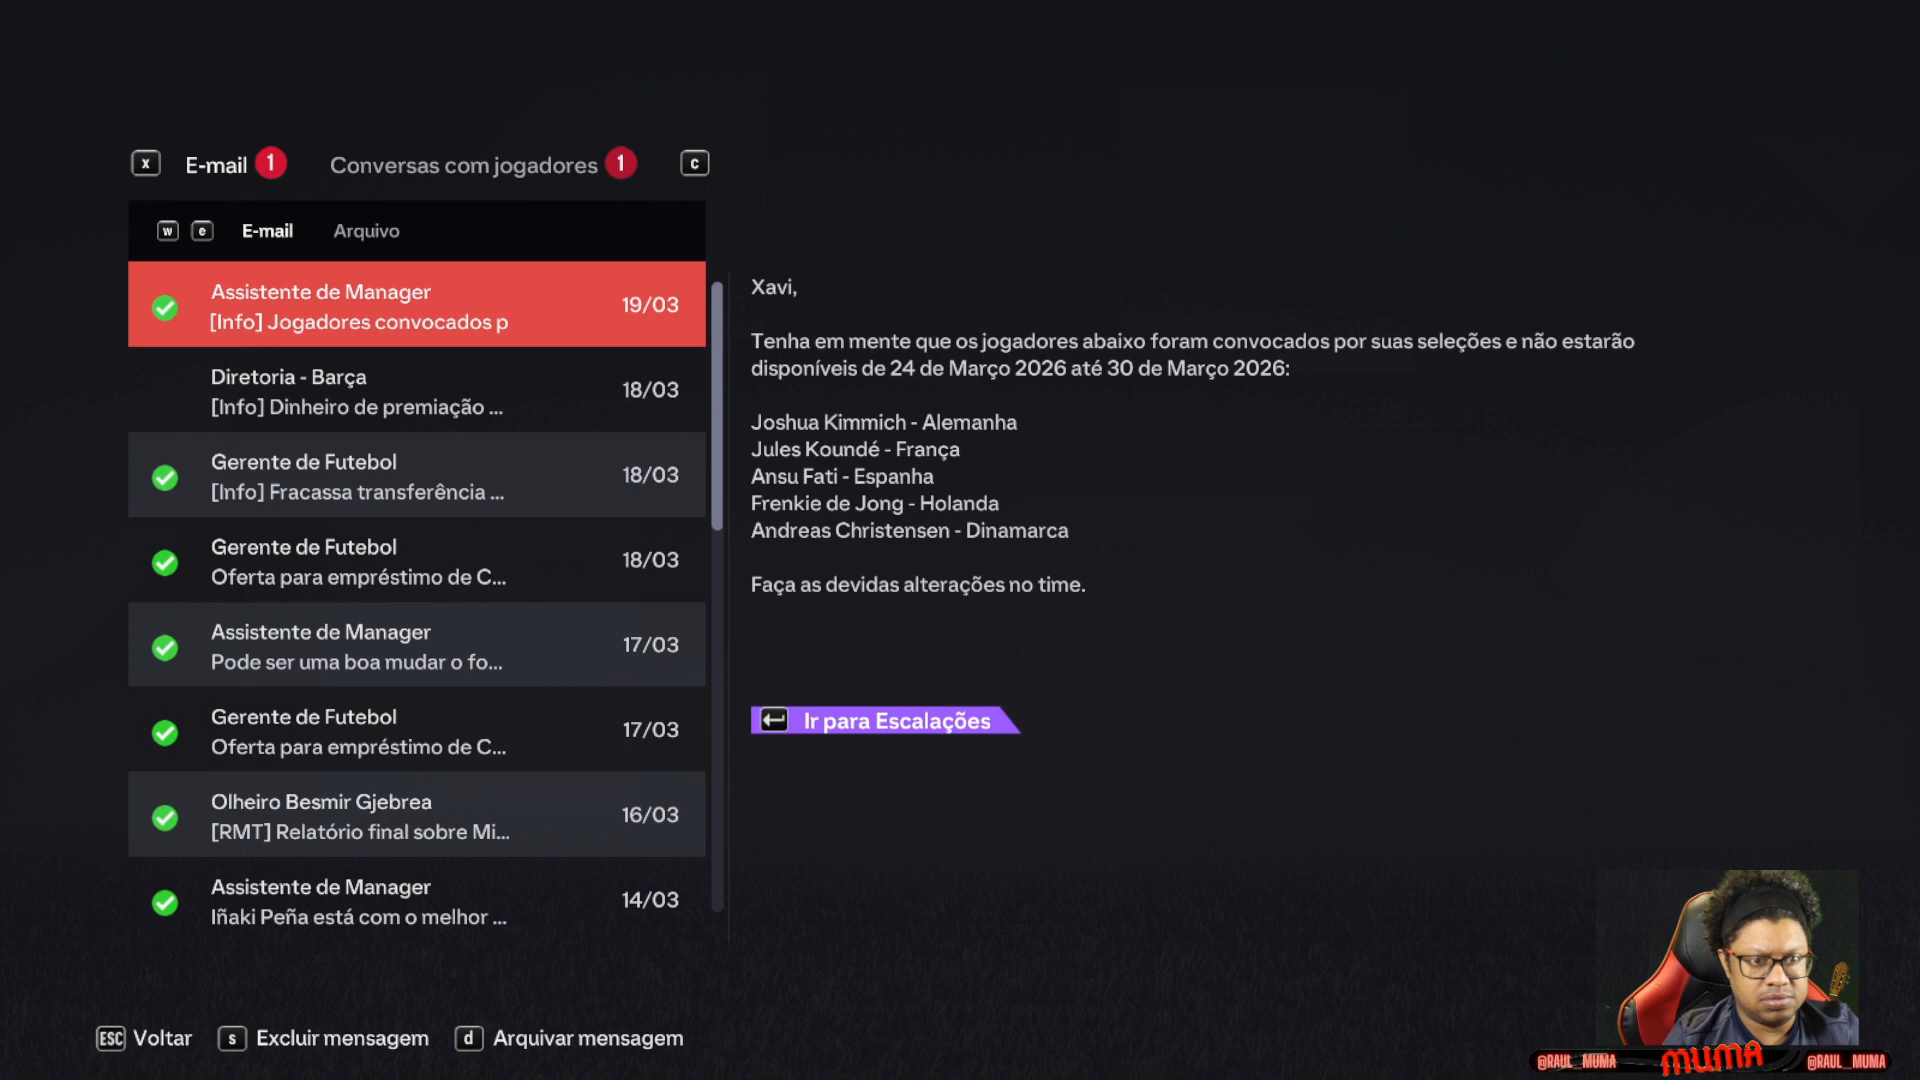 x E-mail 1 Conversas com jogadores 1 c
w e E-mail Arquivo
Assistente de Manager
[Info] Jogadores convocados p
19/03
Diretoria - Barça
[Info] Dinheiro de premiação ...
18/03
Gerente de Futebol
[Info] Fracassa transferência ...
18/03
Gerente de Futebol
Oferta para empréstimo de C...
18/03
Assistente de Manager
Pode ser uma boa mudar o fo...
17/03
Gerente de Futebol
Oferta para empréstimo de C...
17/03
Olheiro Besmir Gjebrea
[RMT] Relatório final sobre Mi...
16/03
Assistente de Manager
Iñaki Peña está com o melhor ...
14/03
Xavi,
Tenha em mente que os jogadores abaixo foram convocados por suas seleções e não estarão
disponíveis de 24 de Março 2026 até 30 de Março 2026:
Joshua Kimmich - Alemanha
Jules Koundé - França
Ansu Fati - Espanha
Frenkie de Jong - Holanda
Andreas Christensen - Dinamarca
Faça as devidas alterações no time.
Ir para Escalações
ESC Voltar s Excluir mensagem d Arquivar mensagem
@RAUL_MUMA MUMA @RAUL_MUMA